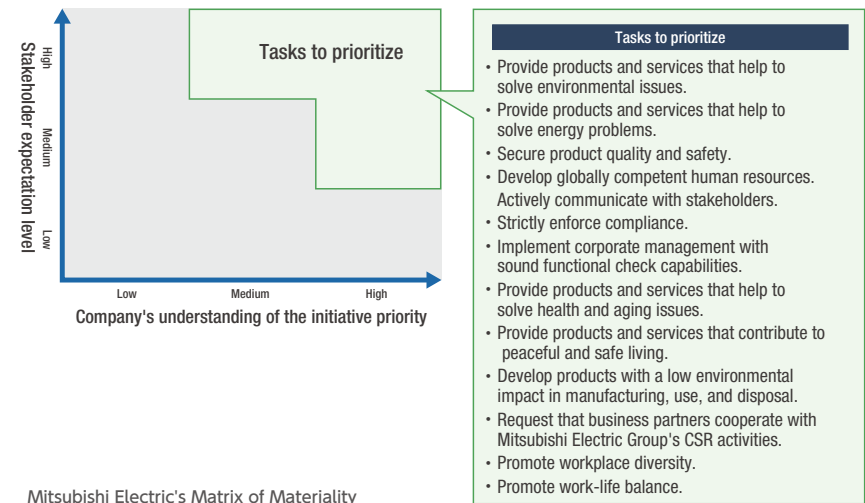 Stakeholder expectation level
High
Medium
Low
Tasks to prioritize
Low
Medium
High
Company's understanding of the initiative priority
Tasks to prioritize
• Provide products and services that help to
solve environmental issues.
• Provide products and services that help to
solve energy problems.
• Secure product quality and safety.
• Develop globally competent human resources.
Actively communicate with stakeholders.
• Strictly enforce compliance.
• Implement corporate management with
sound functional check capabilities.
• Provide products and services that help to
solve health and aging issues.
• Provide products and services that contribute to
peaceful and safe living.
• Develop products with a low environmental
impact in manufacturing, use, and disposal.
• Request that business partners cooperate with
Mitsubishi Electric Group's CSR activities.
• Promote workplace diversity.
• Promote work-life balance.
Mitsubishi Electric's Matrix of Materiality